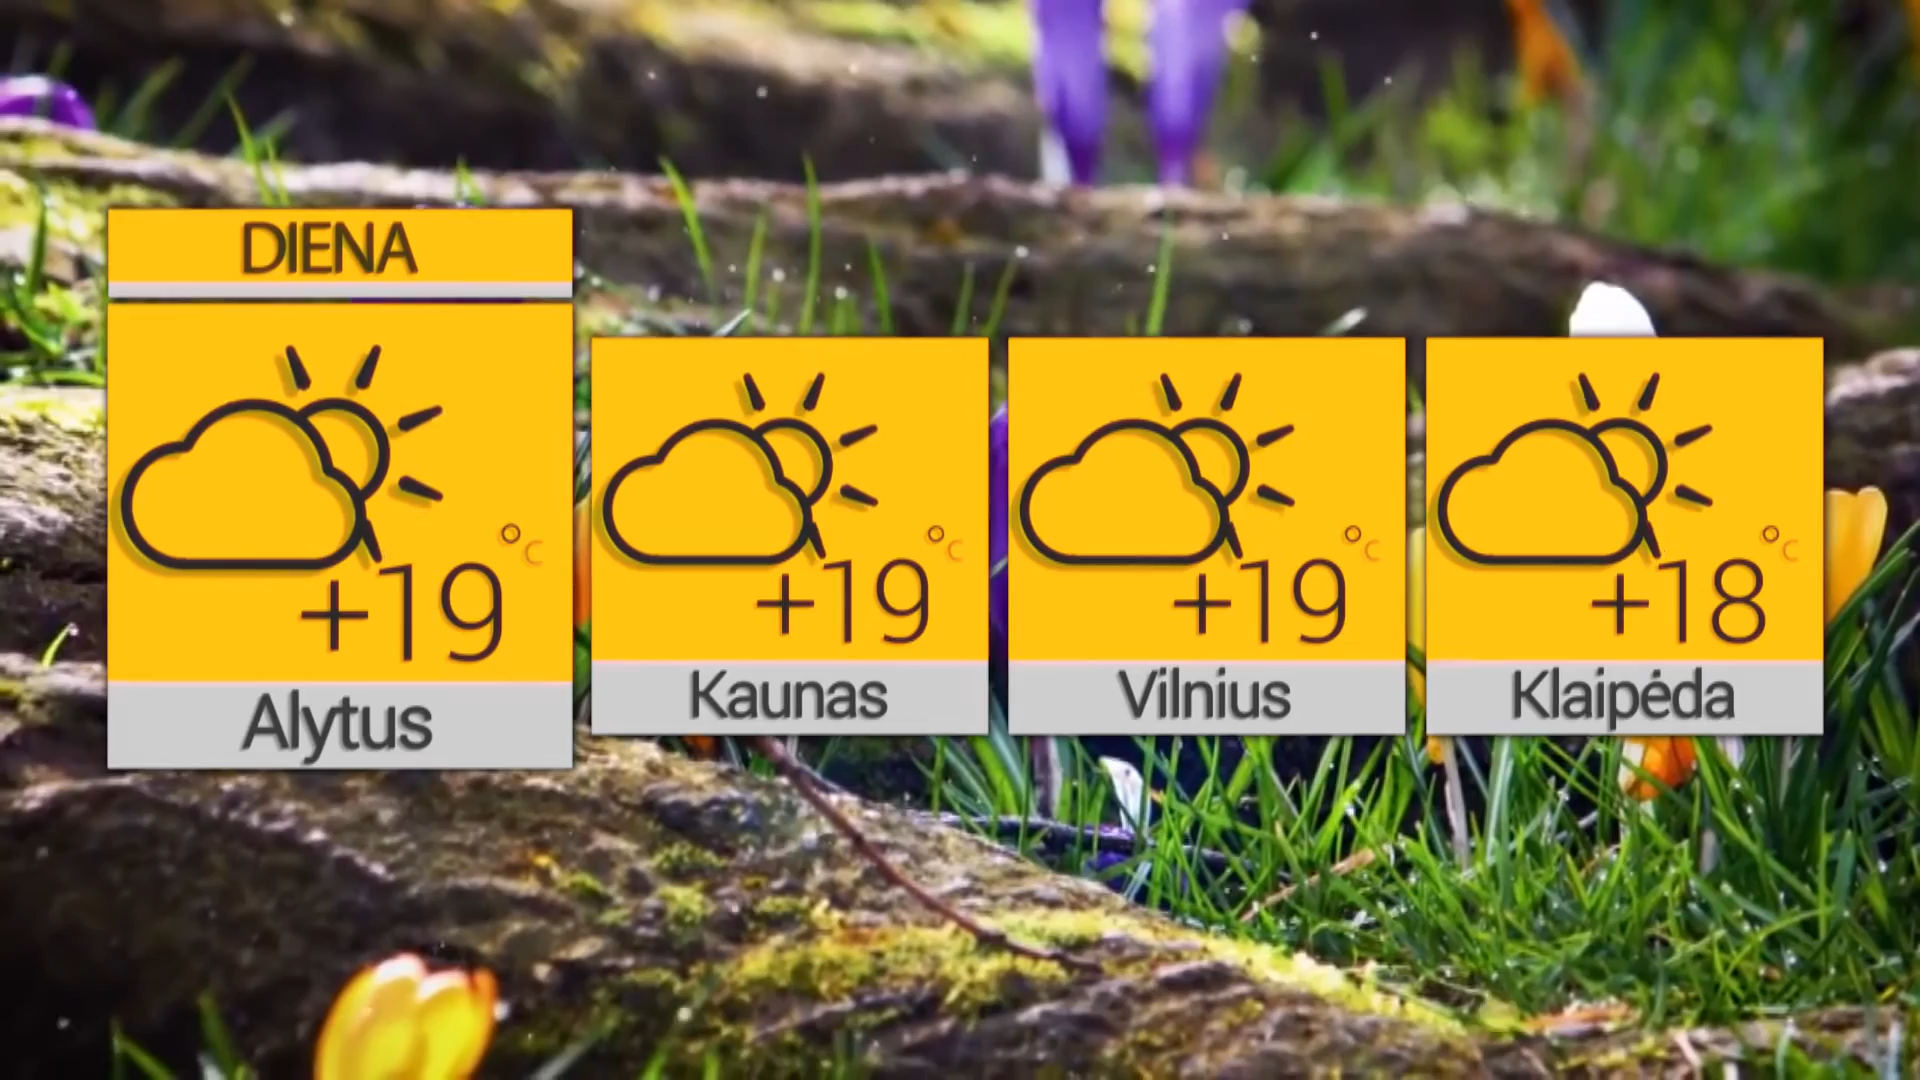 DIENA
+19 °C
Alytus
+19 °C
Kaunas
+19 °C
Vilnius
+18 °C
Klaipėda